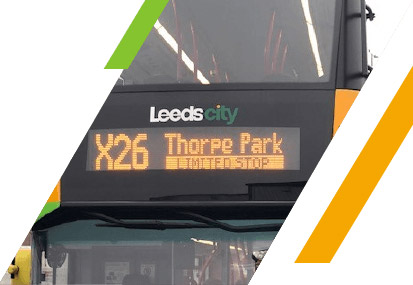 Leedscity
X26 Thorpe Park
LIMITED STOP